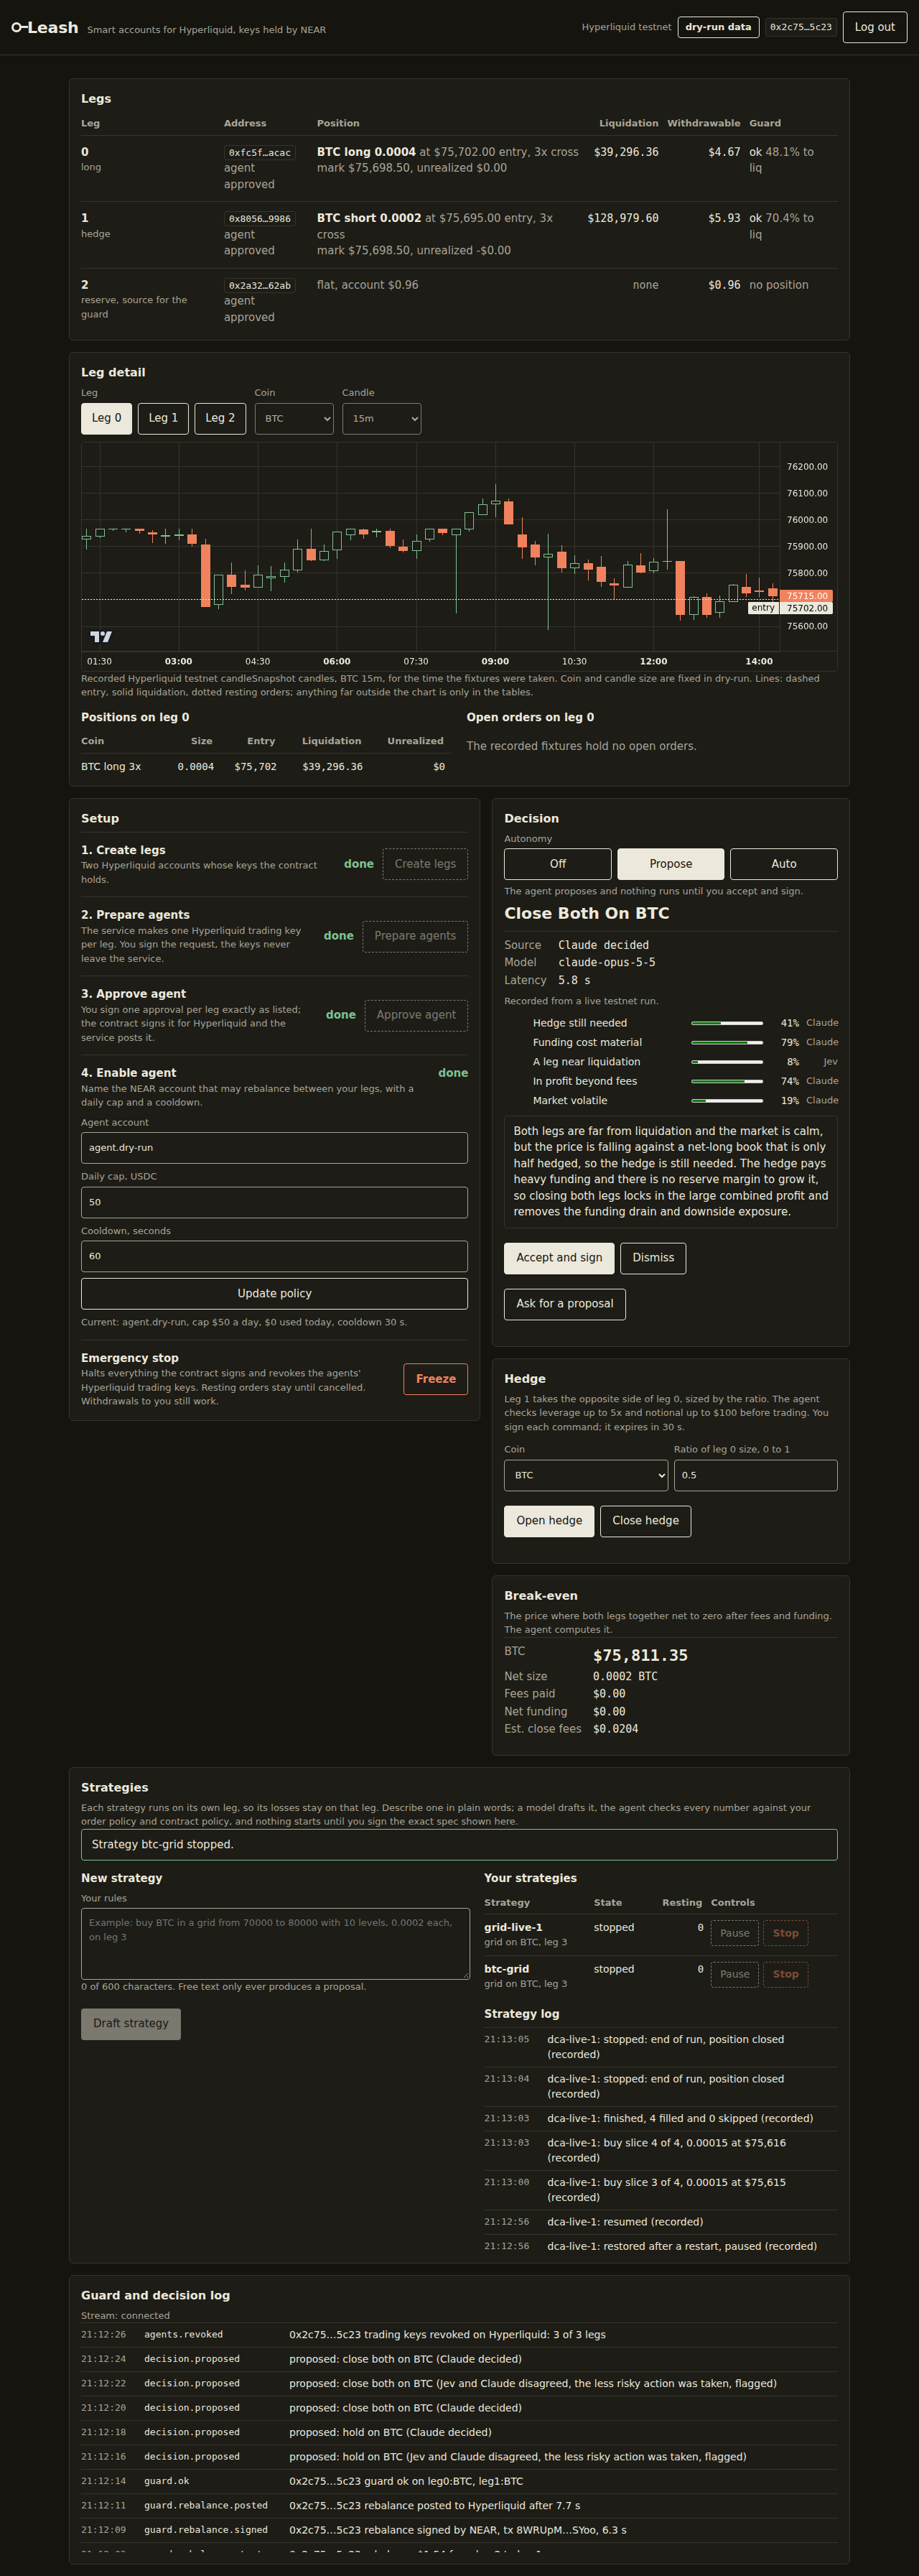 Leash Smart accounts for Hyperliquid, keys held by NEAR Hyperliquid testnet dry-run data 0x2c75…5c23 Log out
Legs
Leg Address Position Liquidation Withdrawable Guard
0 0xfc5f…acac BTC long 0.0004 at $75,702.00 entry, 3x cross $39,296.36 $4.67 ok 48.1% to
long agent mark $75,698.50, unrealized $0.00 liq
approved
1 0x8056…9986 BTC short 0.0002 at $75,695.00 entry, 3x $128,979.60 $5.93 ok 70.4% to
hedge agent cross liq
approved mark $75,698.50, unrealized -$0.00
2 0x2a32…62ab flat, account $0.96 none $0.96 no position
reserve, source for the agent
guard approved
Leg detail
Leg Coin Candle
Leg 0 Leg 1 Leg 2 BTC 15m
76200.00
76100.00
76000.00
75900.00
75800.00
75715.00
entry 75702.00
75600.00
01:30 03:00 04:30 06:00 07:30 09:00 10:30 12:00 14:00
Recorded Hyperliquid testnet candleSnapshot candles, BTC 15m, for the time the fixtures were taken. Coin and candle size are fixed in dry-run. Lines: dashed
entry, solid liquidation, dotted resting orders; anything far outside the chart is only in the tables.
Positions on leg 0
Coin Size Entry Liquidation Unrealized
BTC long 3x 0.0004 $75,702 $39,296.36 $0
Open orders on leg 0
The recorded fixtures hold no open orders.
Setup
1. Create legs
Two Hyperliquid accounts whose keys the contract
holds.
done Create legs
2. Prepare agents
The service makes one Hyperliquid trading key
per leg. You sign the request, the keys never
leave the service.
done Prepare agents
3. Approve agent
You sign one approval per leg exactly as listed;
the contract signs it for Hyperliquid and the
service posts it.
done Approve agent
4. Enable agent
Name the NEAR account that may rebalance between your legs, with a
daily cap and a cooldown.
done
Agent account
agent.dry-run
Daily cap, USDC
50
Cooldown, seconds
60
Update policy
Current: agent.dry-run, cap $50 a day, $0 used today, cooldown 30 s.
Emergency stop
Halts everything the contract signs and revokes the agents'
Hyperliquid trading keys. Resting orders stay until cancelled.
Withdrawals to you still work.
Freeze
Decision
Autonomy
Off Propose Auto
The agent proposes and nothing runs until you accept and sign.
Close Both On BTC
Source Claude decided
Model claude-opus-5-5
Latency 5.8 s
Recorded from a live testnet run.
Hedge still needed 41% Claude
Funding cost material 79% Claude
A leg near liquidation 8% Jev
In profit beyond fees 74% Claude
Market volatile 19% Claude
Both legs are far from liquidation and the market is calm,
but the price is falling against a net-long book that is only
half hedged, so the hedge is still needed. The hedge pays
heavy funding and there is no reserve margin to grow it,
so closing both legs locks in the large combined profit and
removes the funding drain and downside exposure.
Accept and sign Dismiss
Ask for a proposal
Hedge
Leg 1 takes the opposite side of leg 0, sized by the ratio. The agent
checks leverage up to 5x and notional up to $100 before trading. You
sign each command; it expires in 30 s.
Coin Ratio of leg 0 size, 0 to 1
BTC 0.5
Open hedge Close hedge
Break-even
The price where both legs together net to zero after fees and funding.
The agent computes it.
BTC $75,811.35
Net size 0.0002 BTC
Fees paid $0.00
Net funding $0.00
Est. close fees $0.0204
Strategies
Each strategy runs on its own leg, so its losses stay on that leg. Describe one in plain words; a model drafts it, the agent checks every number against your
order policy and contract policy, and nothing starts until you sign the exact spec shown here.
Strategy btc-grid stopped.
New strategy
Your rules
Example: buy BTC in a grid from 70000 to 80000 with 10 levels, 0.0002 each,
on leg 3
0 of 600 characters. Free text only ever produces a proposal.
Draft strategy
Your strategies
Strategy State Resting Controls
grid-live-1 stopped 0 Pause Stop
grid on BTC, leg 3
btc-grid stopped 0 Pause Stop
grid on BTC, leg 3
Strategy log
21:13:05 dca-live-1: stopped: end of run, position closed
(recorded)
21:13:04 dca-live-1: stopped: end of run, position closed
(recorded)
21:13:03 dca-live-1: finished, 4 filled and 0 skipped (recorded)
21:13:03 dca-live-1: buy slice 4 of 4, 0.00015 at $75,616
(recorded)
21:13:00 dca-live-1: buy slice 3 of 4, 0.00015 at $75,615
(recorded)
21:12:56 dca-live-1: resumed (recorded)
21:12:56 dca-live-1: restored after a restart, paused (recorded)
Guard and decision log
Stream: connected
21:12:26 agents.revoked 0x2c75…5c23 trading keys revoked on Hyperliquid: 3 of 3 legs
21:12:24 decision.proposed proposed: close both on BTC (Claude decided)
21:12:22 decision.proposed proposed: close both on BTC (Jev and Claude disagreed, the less risky action was taken, flagged)
21:12:20 decision.proposed proposed: close both on BTC (Claude decided)
21:12:18 decision.proposed proposed: hold on BTC (Claude decided)
21:12:16 decision.proposed proposed: hold on BTC (Jev and Claude disagreed, the less risky action was taken, flagged)
21:12:14 guard.ok 0x2c75…5c23 guard ok on leg0:BTC, leg1:BTC
21:12:11 guard.rebalance.posted 0x2c75…5c23 rebalance posted to Hyperliquid after 7.7 s
21:12:09 guard.rebalance.signed 0x2c75…5c23 rebalance signed by NEAR, tx 8WRUpM…SYoo, 6.3 s